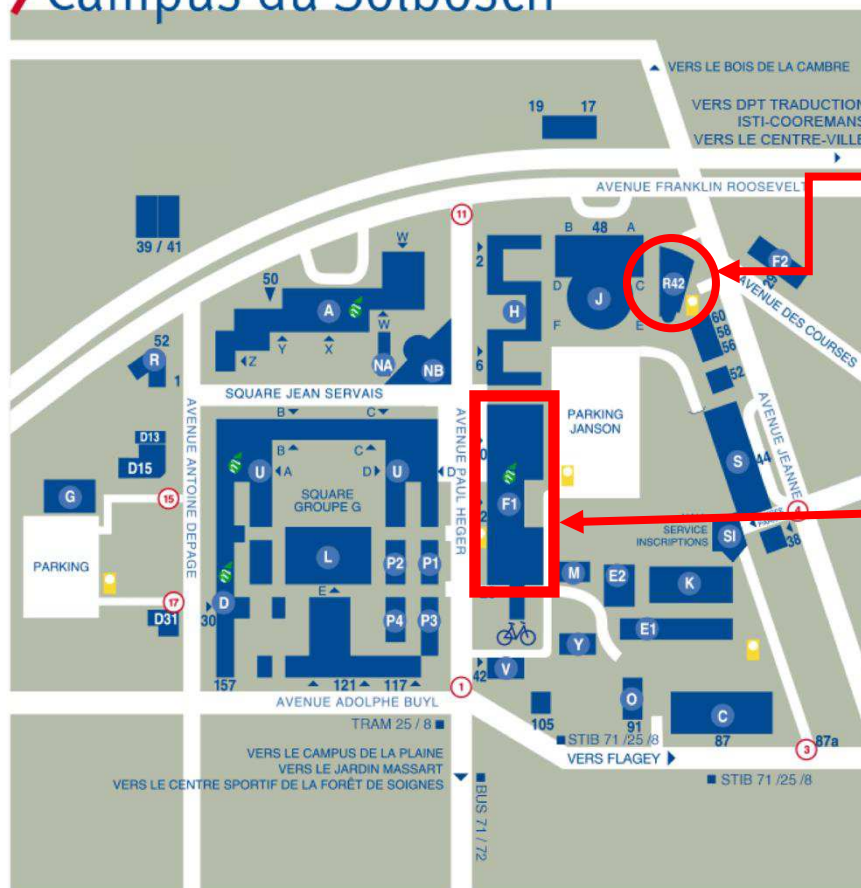 Campus du Solbosch
VERS LE BOIS DE LA CAMBRE
19 17
VERS DPT TRADUCTION
ISTI-COOREMANS
VERS LE CENTRE-VILLE
AVENUE FRANKLIN ROOSEVELT
11
39 / 41
W
2
B 48 A
R42
F2
50
A
H
D
J
C
AVENUE DES COURSES
W
F
E
60
58
56
52
R
1
Z
Y
X
NA
NB
6
52
SQUARE JEAN SERVAIS
B C
PARKING
JANSON
AVENUE JEANNE
D13
D15
G
15
AVENUE ANTOINE DEPAGE
B
U
A
C
D
U
D
AVENUE PAUL HEGER
F1
S
44
SQUARE
GROUPE G
4
SERVICE
INSCRIPTIONS
SI
38
PARKING
L
P2
P1
M
E2
K
17
D31
D
30
E
P4
P3
E1
Y
V
42
157
121
117
1
AVENUE ADOLPHE BUYL
O
C
TRAM 25 / 8
105
91
87
87a
3
STIB 71 /25 /8
VERS FLAGEY
STIB 71 /25 /8
VERS LE CAMPUS DE LA PLAINE
VERS LE JARDIN MASSART
VERS LE CENTRE SPORTIF DE LA FORÊT DE SOIGNES
BUS 71 / 72